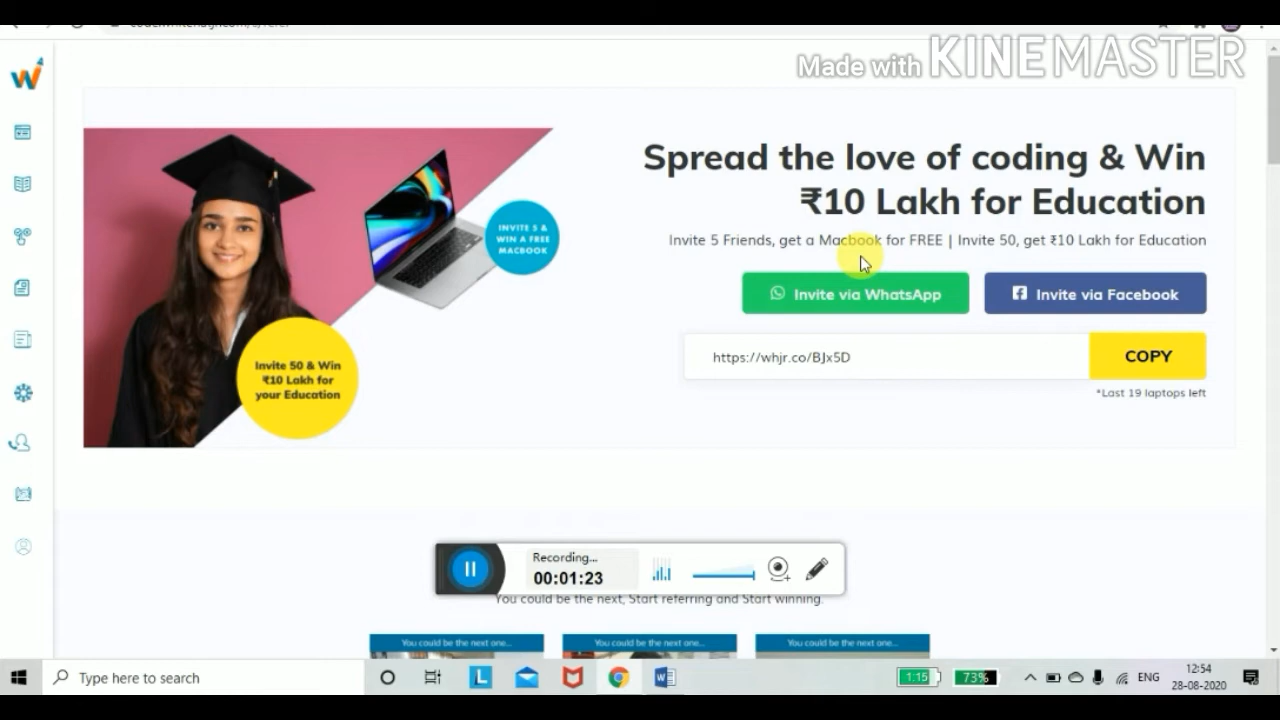 Made with KINEMASTER
Spread the love of coding & Win
₹10 Lakh for Education
Invite 5 Friends, get a Macbook for FREE | Invite 50, get ₹10 Lakh for Education
INVITE 5 &
WIN A FREE
MACBOOK
Invite via WhatsApp
Invite via Facebook
https://whjr.co/BJx5D
COPY
*Last 19 laptops left
Invite 50 & Win
₹10 Lakh for
your Education
Recording...
00:01:23
You could be the next, Start referring and Start winning.
You could be the next one...
You could be the next one...
You could be the next one...
Type here to search
L
W
1:15
73%
ENG
12:54
28-08-2020